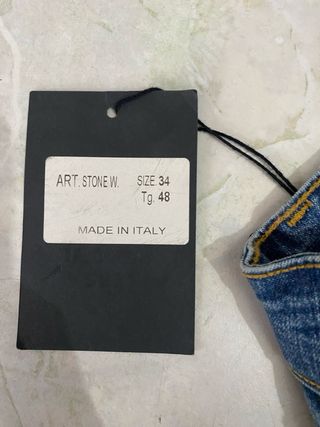 ART. STONE W. SIZE. 34
Tg. 48
MADE IN ITALY